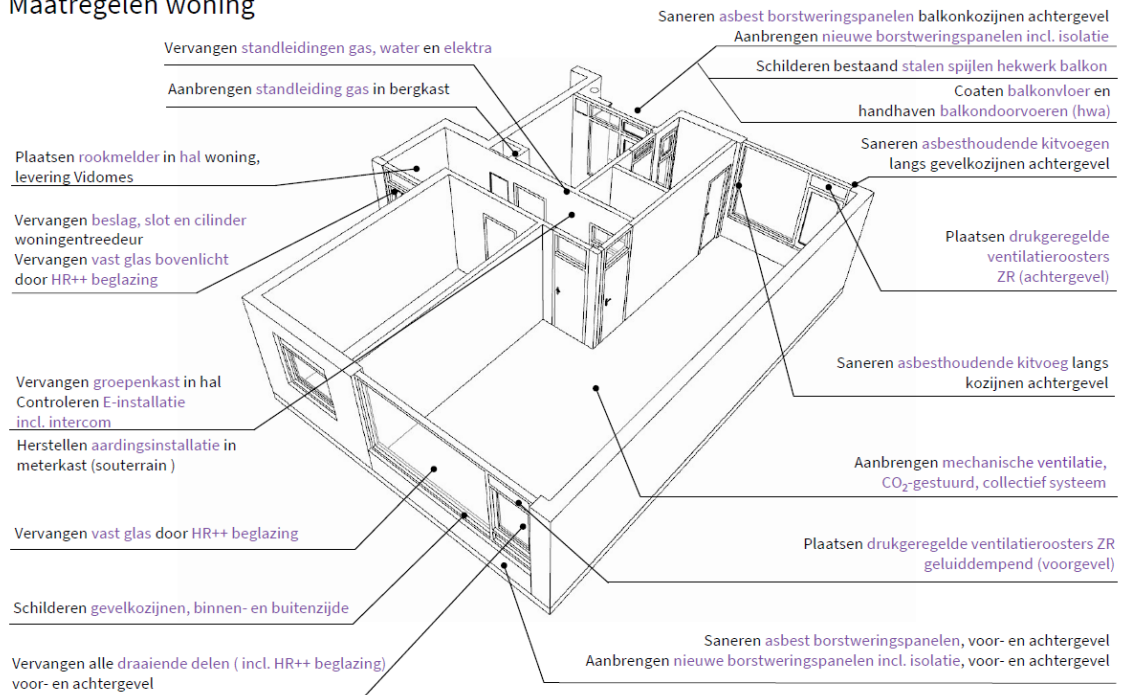 Maatregelen woning
Vervangen standleidingen gas, water en elektra
Aanbrengen standleiding gas in bergkast
Plaatsen rookmelder in hal woning,
levering Vidomes
Vervangen beslag, slot en cilinder
woningentreedeur
Vervangen vast glas bovenlicht
door HR++ beglazing
Vervangen groepenkast in hal
Controleren E-installatie
incl. intercom
Herstellen aardingsinstallatie in
meterkast (souterrain )
Vervangen vast glas door HR++ beglazing
Schilderen gevelkozijnen, binnen- en buitenzijde
Vervangen alle draaiende delen ( incl. HR++ beglazing)
voor- en achtergevel
Saneren asbest borstweringspanelen balkonkozijnen achtergevel
Aanbrengen nieuwe borstweringspanelen incl. isolatie
Schilderen bestaand stalen spijlen hekwerk balkon
Coaten balkonvloer en
handhaven balkondoorvoeren (hwa)
Saneren asbesthoudende kitvoegen
langs gevelkozijnen achtergevel
Plaatsen drukgeregelde
ventilatieroosters
ZR (achtergevel)
Saneren asbesthoudende kitvoeg langs
kozijnen achtergevel
Aanbrengen mechanische ventilatie,
CO₂-gestuurd, collectief systeem
Plaatsen drukgeregelde ventilatieroosters ZR
geluiddempend (voorgevel)
Saneren asbest borstweringspanelen, voor- en achtergevel
Aanbrengen nieuwe borstweringspanelen incl. isolatie, voor- en achtergevel